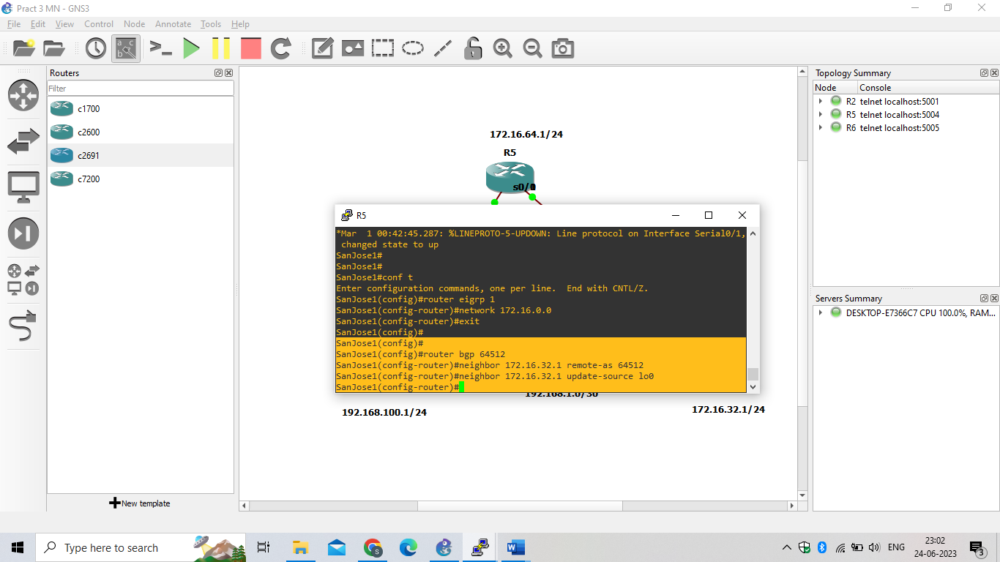 Pract 3 MN - GNS3
File Edit View Control Node Annotate Tools Help
Routers
Filter
c1700
c2600
c2691
c7200
New template
172.16.64.1/24
R5
R5
*Mar  1 00:42:45.287: %LINEPROTO-5-UPDOWN: Line protocol on Interface Serial0/1,
 changed state to up
SanJose1#
SanJose1#
SanJose1#conf t
Enter configuration commands, one per line.  End with CNTL/Z.
SanJose1(config)#router eigrp 1
SanJose1(config-router)#network 172.16.0.0
SanJose1(config-router)#exit
SanJose1(config)#
SanJose1(config)#
SanJose1(config)#router bgp 64512
SanJose1(config-router)#neighbor 172.16.32.1 remote-as 64512
SanJose1(config-router)#neighbor 172.16.32.1 update-source lo0
SanJose1(config-router)#
192.168.1.0/30
192.168.100.1/24
172.16.32.1/24
Topology Summary
Node Console
R2 telnet localhost:5001
R5 telnet localhost:5004
R6 telnet localhost:5005
Servers Summary
DESKTOP-E7366C7 CPU 100.0%, RAM...
Type here to search
ENG
23:02
24-06-2023
3